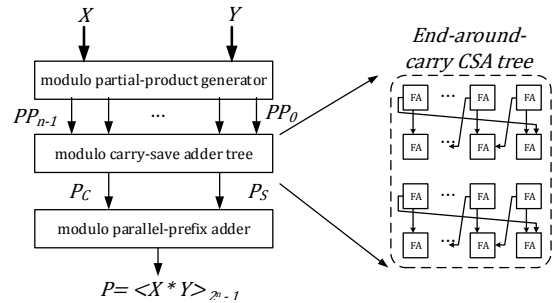 X
Y
modulo partial-product generator
PPn-1
...
PP0
modulo carry-save adder tree
PC
PS
modulo parallel-prefix adder
P= <X * Y> 2ⁿ-1
End-around-
carry CSA tree
FA ... FA FA
FA ... FA FA
FA ... FA FA
FA ... FA FA